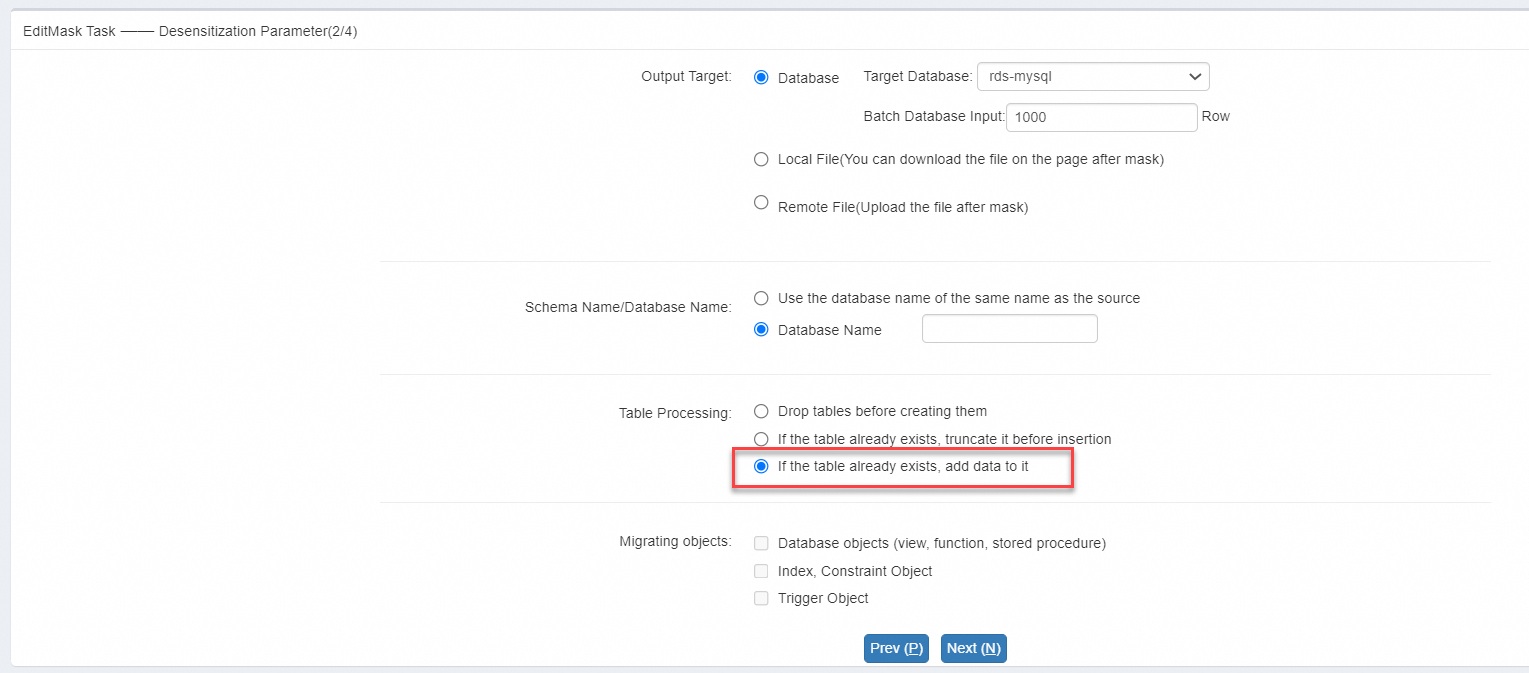 EditMask Task —— Desensitization Parameter(2/4)
Output Target: Database Target Database: rds-mysql
Batch Database Input: 1000 Row
Local File(You can download the file on the page after mask)
Remote File(Upload the file after mask)
Use the database name of the same name as the source
Schema Name/Database Name:
Database Name
Table Processing: Drop tables before creating them
If the table already exists, truncate it before insertion
If the table already exists, add data to it
Migrating objects: Database objects (view, function, stored procedure)
Index, Constraint Object
Trigger Object
Prev (P) Next (N)